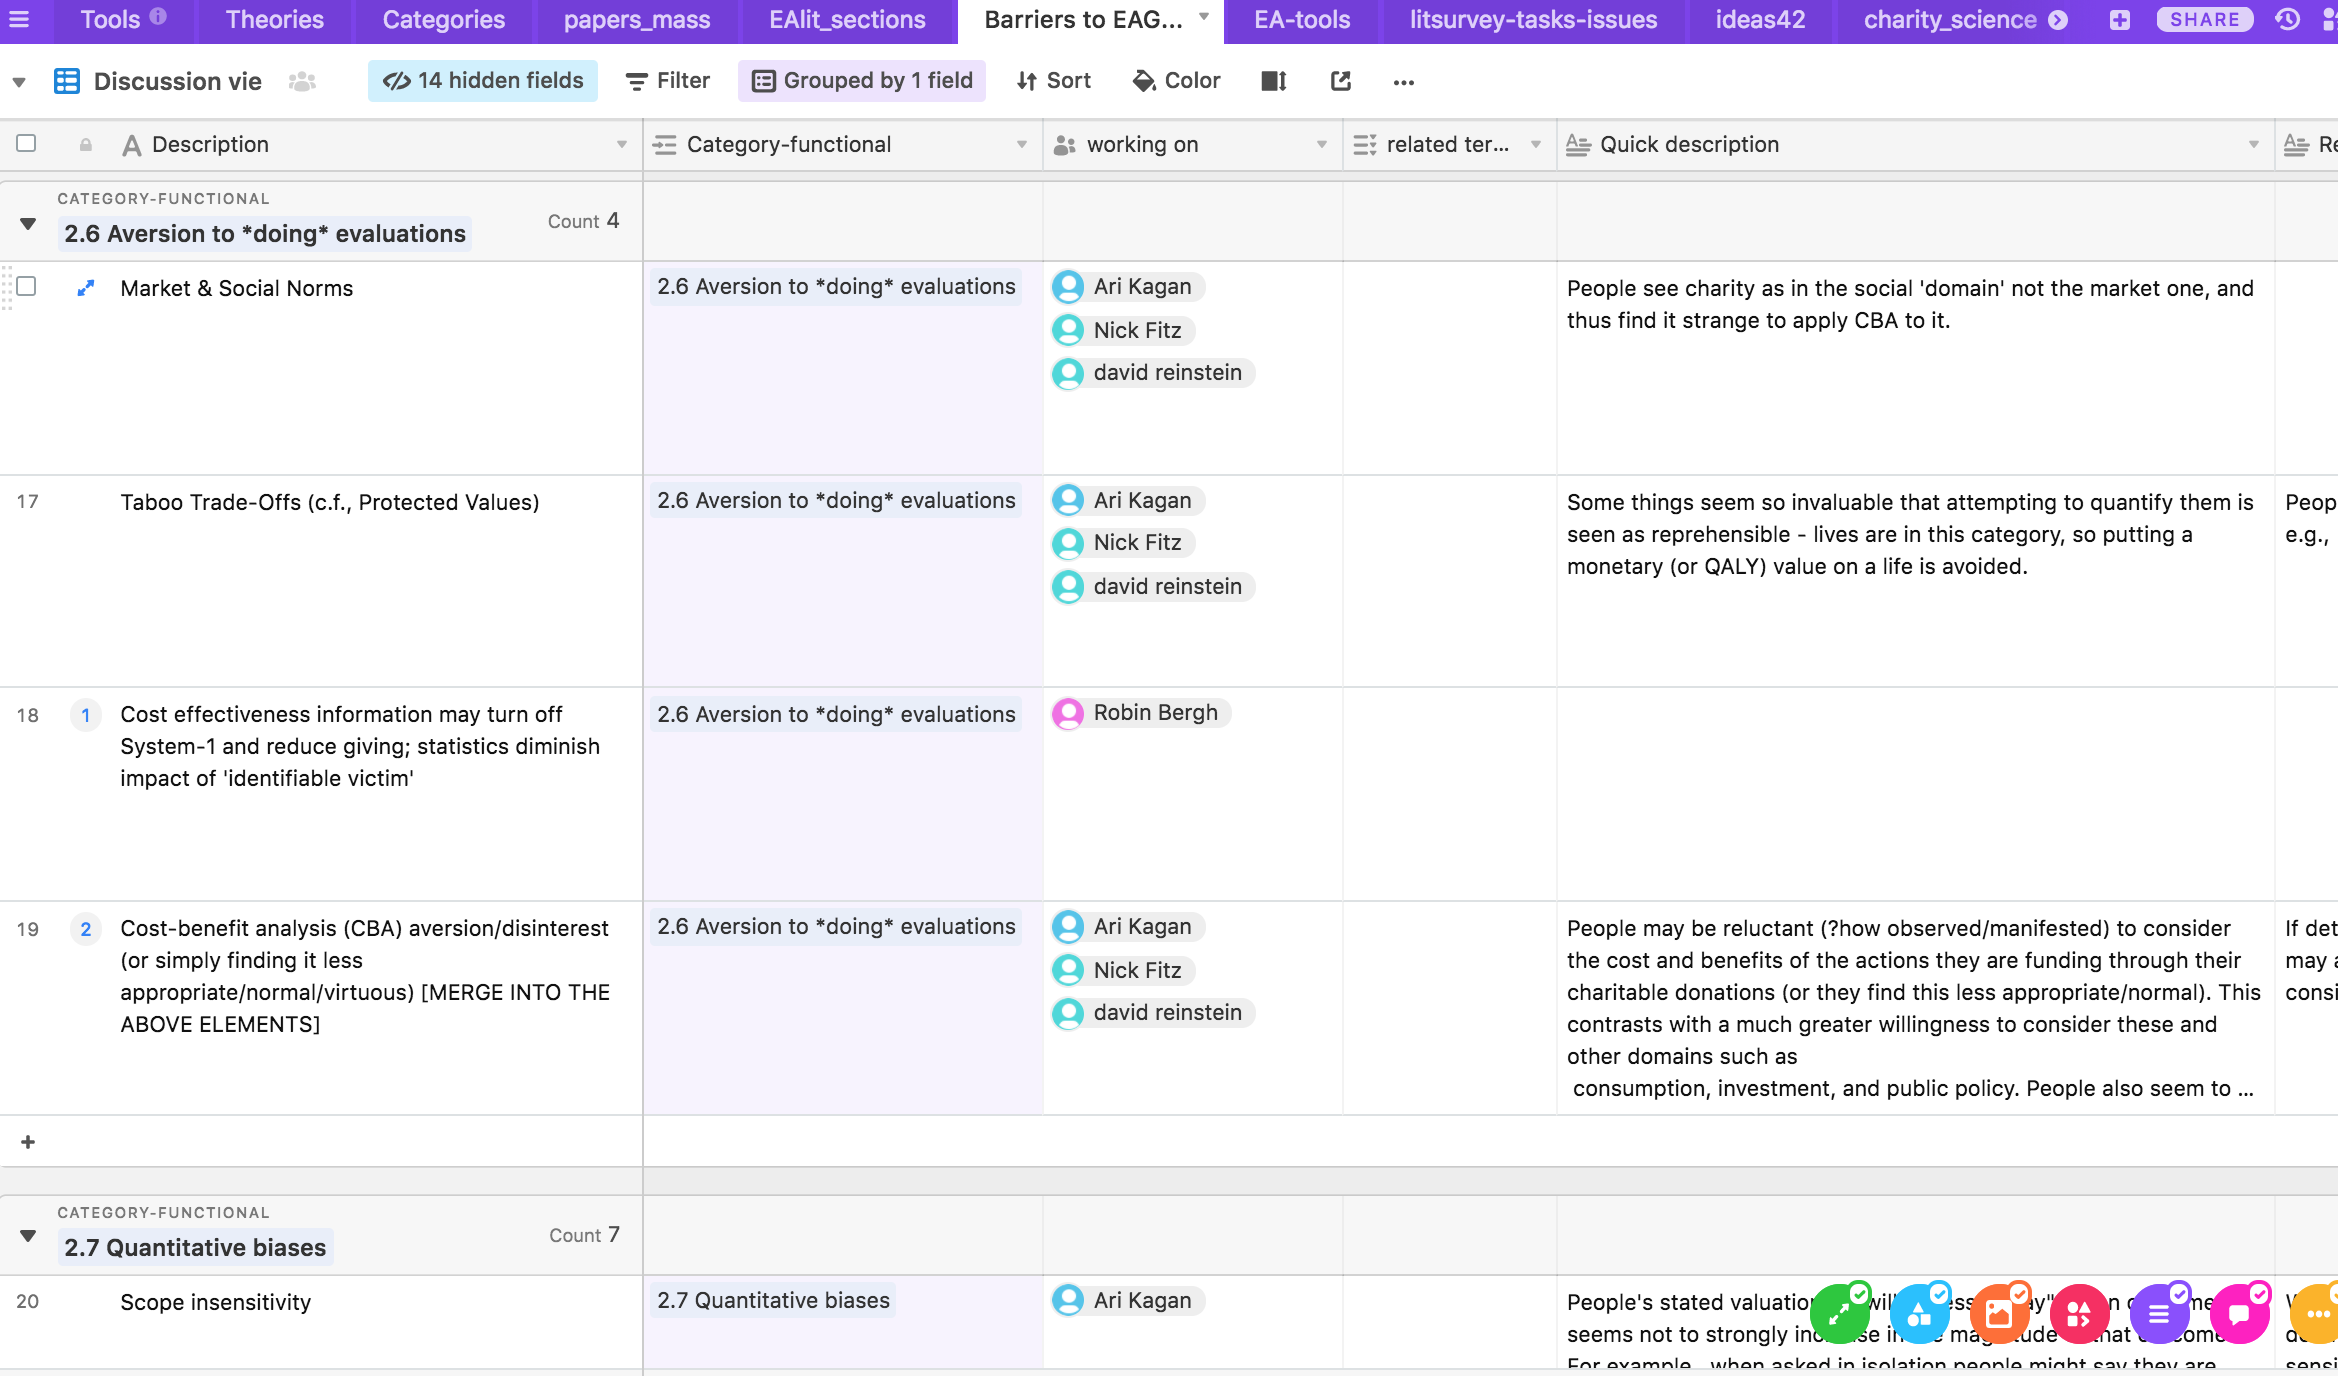 Tools Theories Categories papers_mass EAlit_sections Barriers to EAG... EA-tools litsurvey-tasks-issues ideas42 charity_science SHARE
Discussion vie 14 hidden fields Filter Grouped by 1 field Sort Color ...
Description Category-functional working on related ter... Quick description Re
CATEGORY-FUNCTIONAL
2.6 Aversion to *doing* evaluations
Count 4
Market & Social Norms
2.6 Aversion to *doing* evaluations
Ari Kagan
Nick Fitz
david reinstein
People see charity as in the social 'domain' not the market one, and
thus find it strange to apply CBA to it.
17
Taboo Trade-Offs (c.f., Protected Values)
2.6 Aversion to *doing* evaluations
Ari Kagan
Nick Fitz
david reinstein
Some things seem so invaluable that attempting to quantify them is
seen as reprehensible - lives are in this category, so putting a
monetary (or QALY) value on a life is avoided.
Peop
e.g.,
18
1
Cost effectiveness information may turn off
System-1 and reduce giving; statistics diminish
impact of 'identifiable victim'
2.6 Aversion to *doing* evaluations
Robin Bergh
19
2
Cost-benefit analysis (CBA) aversion/disinterest
(or simply finding it less
appropriate/normal/virtuous) [MERGE INTO THE
ABOVE ELEMENTS]
2.6 Aversion to *doing* evaluations
Ari Kagan
Nick Fitz
david reinstein
People may be reluctant (?how observed/manifested) to consider
the cost and benefits of the actions they are funding through their
charitable donations (or they find this less appropriate/normal). This
contrasts with a much greater willingness to consider these and
other domains such as
consumption, investment, and public policy. People also seem to ...
If det
may a
consi
+
CATEGORY-FUNCTIONAL
2.7 Quantitative biases
Count 7
20
Scope insensitivity
2.7 Quantitative biases
Ari Kagan
People's stated valuation
seems not to strongly in
For example, when asked in isolation people might say they are
sensi